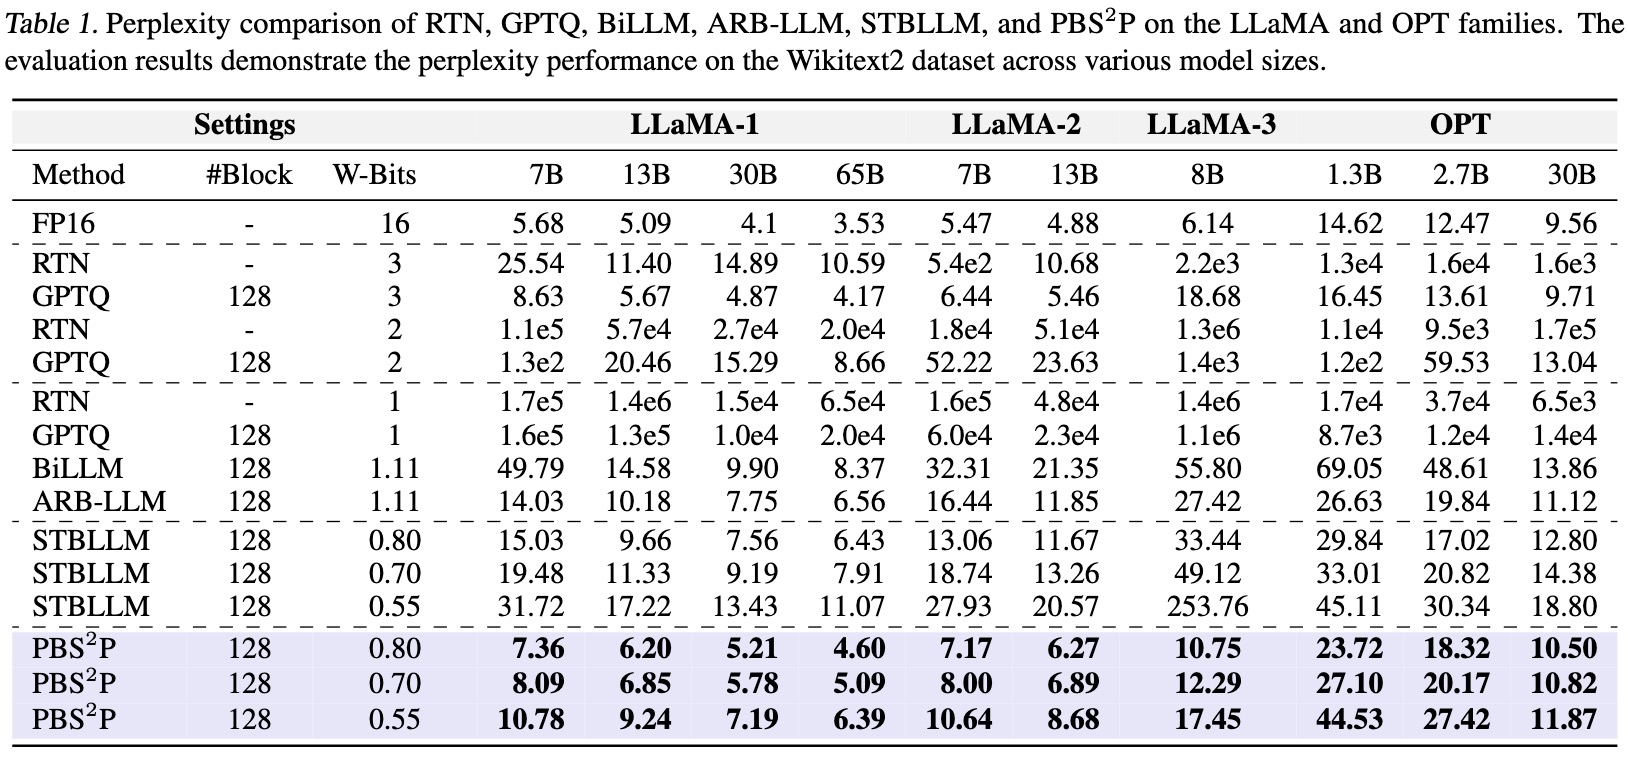 Table 1. Perplexity comparison of RTN, GPTQ, BiLLM, ARB-LLM, STBLLM, and PBS²P on the LLaMA and OPT families. The
evaluation results demonstrate the perplexity performance on the Wikitext2 dataset across various model sizes.
Settings LLaMA-1 LLaMA-2 LLaMA-3 OPT
Method #Block W-Bits 7B 13B 30B 65B 7B 13B 8B 1.3B 2.7B 30B
FP16 - 16 5.68 5.09 4.1 3.53 5.47 4.88 6.14 14.62 12.47 9.56
RTN - 3 25.54 11.40 14.89 10.59 5.4e2 10.68 2.2e3 1.3e4 1.6e4 1.6e3
GPTQ 128 3 8.63 5.67 4.87 4.17 6.44 5.46 18.68 16.45 13.61 9.71
RTN - 2 1.1e5 5.7e4 2.7e4 2.0e4 1.8e4 5.1e4 1.3e6 1.1e4 9.5e3 1.7e5
GPTQ 128 2 1.3e2 20.46 15.29 8.66 52.22 23.63 1.4e3 1.2e2 59.53 13.04
RTN - 1 1.7e5 1.4e6 1.5e4 6.5e4 1.6e5 4.8e4 1.4e6 1.7e4 3.7e4 6.5e3
GPTQ 128 1 1.6e5 1.3e5 1.0e4 2.0e4 6.0e4 2.3e4 1.1e6 8.7e3 1.2e4 1.4e4
BiLLM 128 1.11 49.79 14.58 9.90 8.37 32.31 21.35 55.80 69.05 48.61 13.86
ARB-LLM 128 1.11 14.03 10.18 7.75 6.56 16.44 11.85 27.42 26.63 19.84 11.12
STBLLM 128 0.80 15.03 9.66 7.56 6.43 13.06 11.67 33.44 29.84 17.02 12.80
STBLLM 128 0.70 19.48 11.33 9.19 7.91 18.74 13.26 49.12 33.01 20.82 14.38
STBLLM 128 0.55 31.72 17.22 13.43 11.07 27.93 20.57 253.76 45.11 30.34 18.80
PBS²P 128 0.80 7.36 6.20 5.21 4.60 7.17 6.27 10.75 23.72 18.32 10.50
PBS²P 128 0.70 8.09 6.85 5.78 5.09 8.00 6.89 12.29 27.10 20.17 10.82
PBS²P 128 0.55 10.78 9.24 7.19 6.39 10.64 8.68 17.45 44.53 27.42 11.87